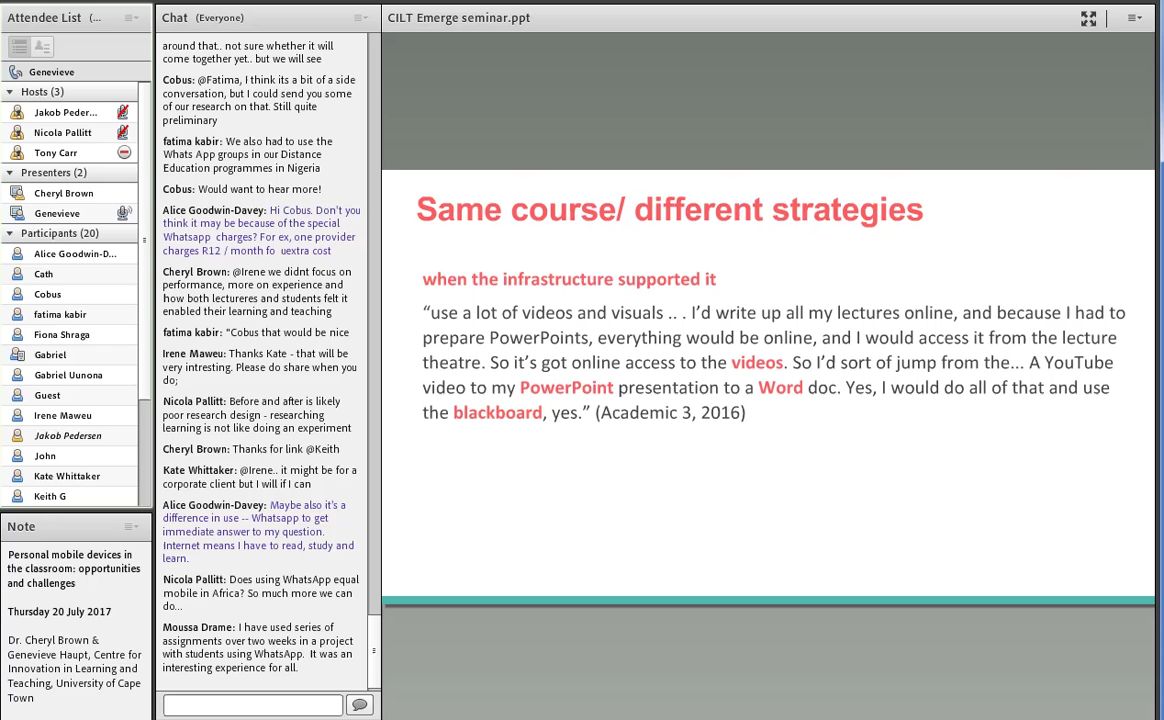 Attendee List (...
Genevieve
Hosts (3)
Jakob Peder...
Nicola Pallitt
Tony Carr
Presenters (2)
Cheryl Brown
Genevieve
Participants (20)
Alice Goodwin-D...
Cath
Cobus
fatima kabir
Fiona Shraga
Gabriel
Gabriel Uunona
Guest
Irene Maweu
Jakob Pedersen
John
Kate Whittaker
Keith G
Note
Personal mobile devices in
the classroom: opportunities
and challenges
Thursday 20 July 2017
Dr. Cheryl Brown &
Genevieve Haupt, Centre for
Innovation in Learning and
Teaching, University of Cape
Town
Chat (Everyone)
around that.. not sure whether it will
come together yet.. but we will see
Cobus: @Fatima, I think its a bit of a side
conversation, but I could send you some
of our research on that. Still quite
preliminary
fatima kabir: We also had to use the
Whats App groups in our Distance
Education programmes in Nigeria
Cobus: Would want to hear more!
Alice Goodwin-Davey: Hi Cobus. Don't you
think it may be because of the special
Whatsapp charges? For ex, one provider
charges R12 / month fo uextra cost
Cheryl Brown: @Irene we didnt focus on
performance, more on experience and
how both lectureres and students felt it
enabled their learning and teaching
fatima kabir: "Cobus that would be nice
Irene Maweu: Thanks Kate - that will be
very intresting. Please do share when you
do;
Nicola Pallitt: Before and after is likely
poor research design - researching
learning is not like doing an experiment
Cheryl Brown: Thanks for link @Keith
Kate Whittaker: @Irene.. it might be for a
corporate client but I will if I can
Alice Goodwin-Davey: Maybe also it's a
difference in use -- Whatsapp to get
immediate answer to my question.
Internet means I have to read, study and
learn.
Nicola Pallitt: Does using WhatsApp equal
mobile in Africa? So much more we can
do...
Moussa Drame: I have used series of
assignments over two weeks in a project
with students using WhatsApp. It was an
interesting experience for all.
CILT Emerge seminar.ppt
Same course/ different strategies
when the infrastructure supported it
“use a lot of videos and visuals .. . I’d write up all my lectures online, and because I had to
prepare PowerPoints, everything would be online, and I would access it from the lecture
theatre. So it’s got online access to the videos. So I’d sort of jump from the... A YouTube
video to my PowerPoint presentation to a Word doc. Yes, I would do all of that and use
the blackboard, yes.” (Academic 3, 2016)